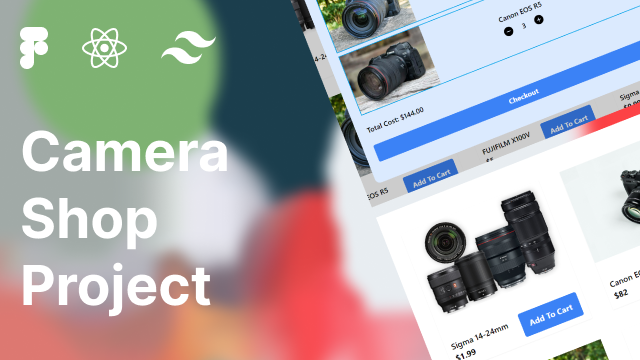 Camera
Shop
Project
Canon EOS R5
3
Checkout
Total Cost: $144.00
Sigma
FUJIFILM X100V
Add To Cart
EOS R5
Add To Cart
Sigma 14-24mm
$1.99
Add To Cart
Canon EO
$82